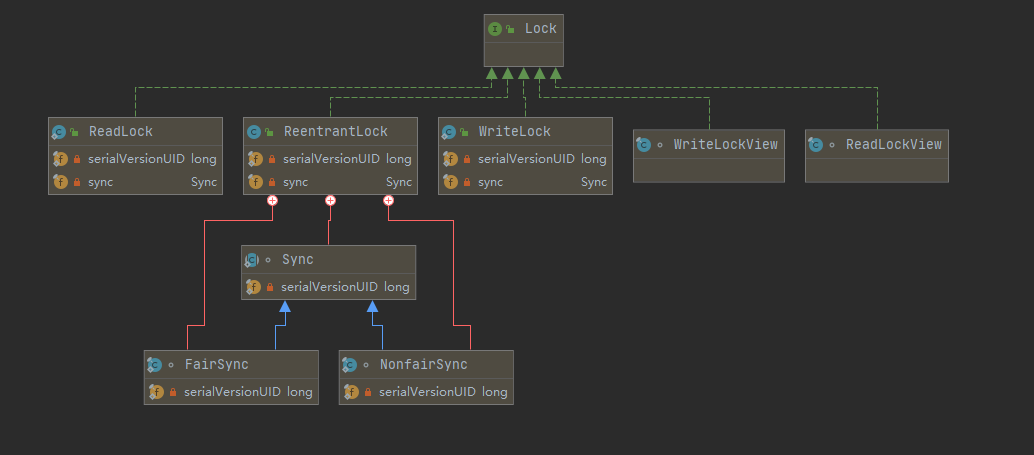 Lock
ReadLock
serialVersionUID long
sync Sync
ReentrantLock
serialVersionUID long
sync Sync
WriteLock
serialVersionUID long
sync Sync
WriteLockView
ReadLockView
Sync
serialVersionUID long
FairSync
serialVersionUID long
NonfairSync
serialVersionUID long